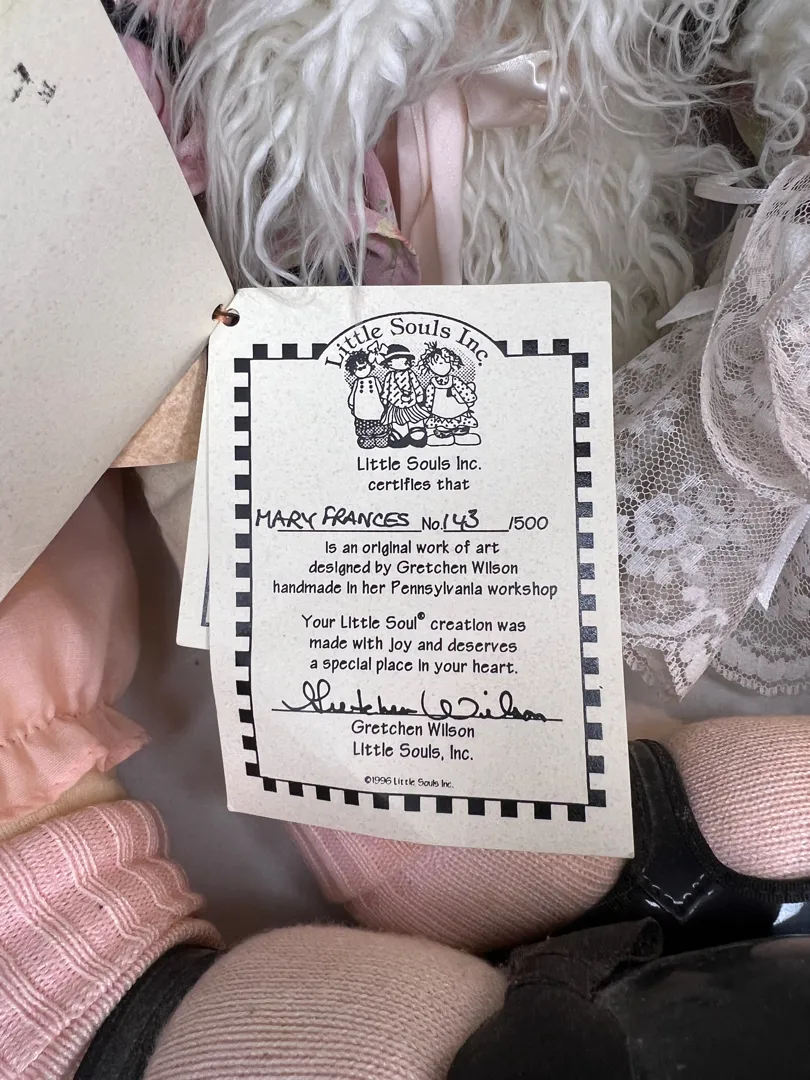 Little Souls Inc.
Little Souls Inc.
certifies that
MARY FRANCES No. 143 /500
is an original work of art
designed by Gretchen Wilson
handmade in her Pennsylvania workshop
Your Little Soul® creation was
made with joy and deserves
a special place in your heart.
Gretchen Wilson
Gretchen Wilson
Little Souls, Inc.
©1996 Little Souls Inc.